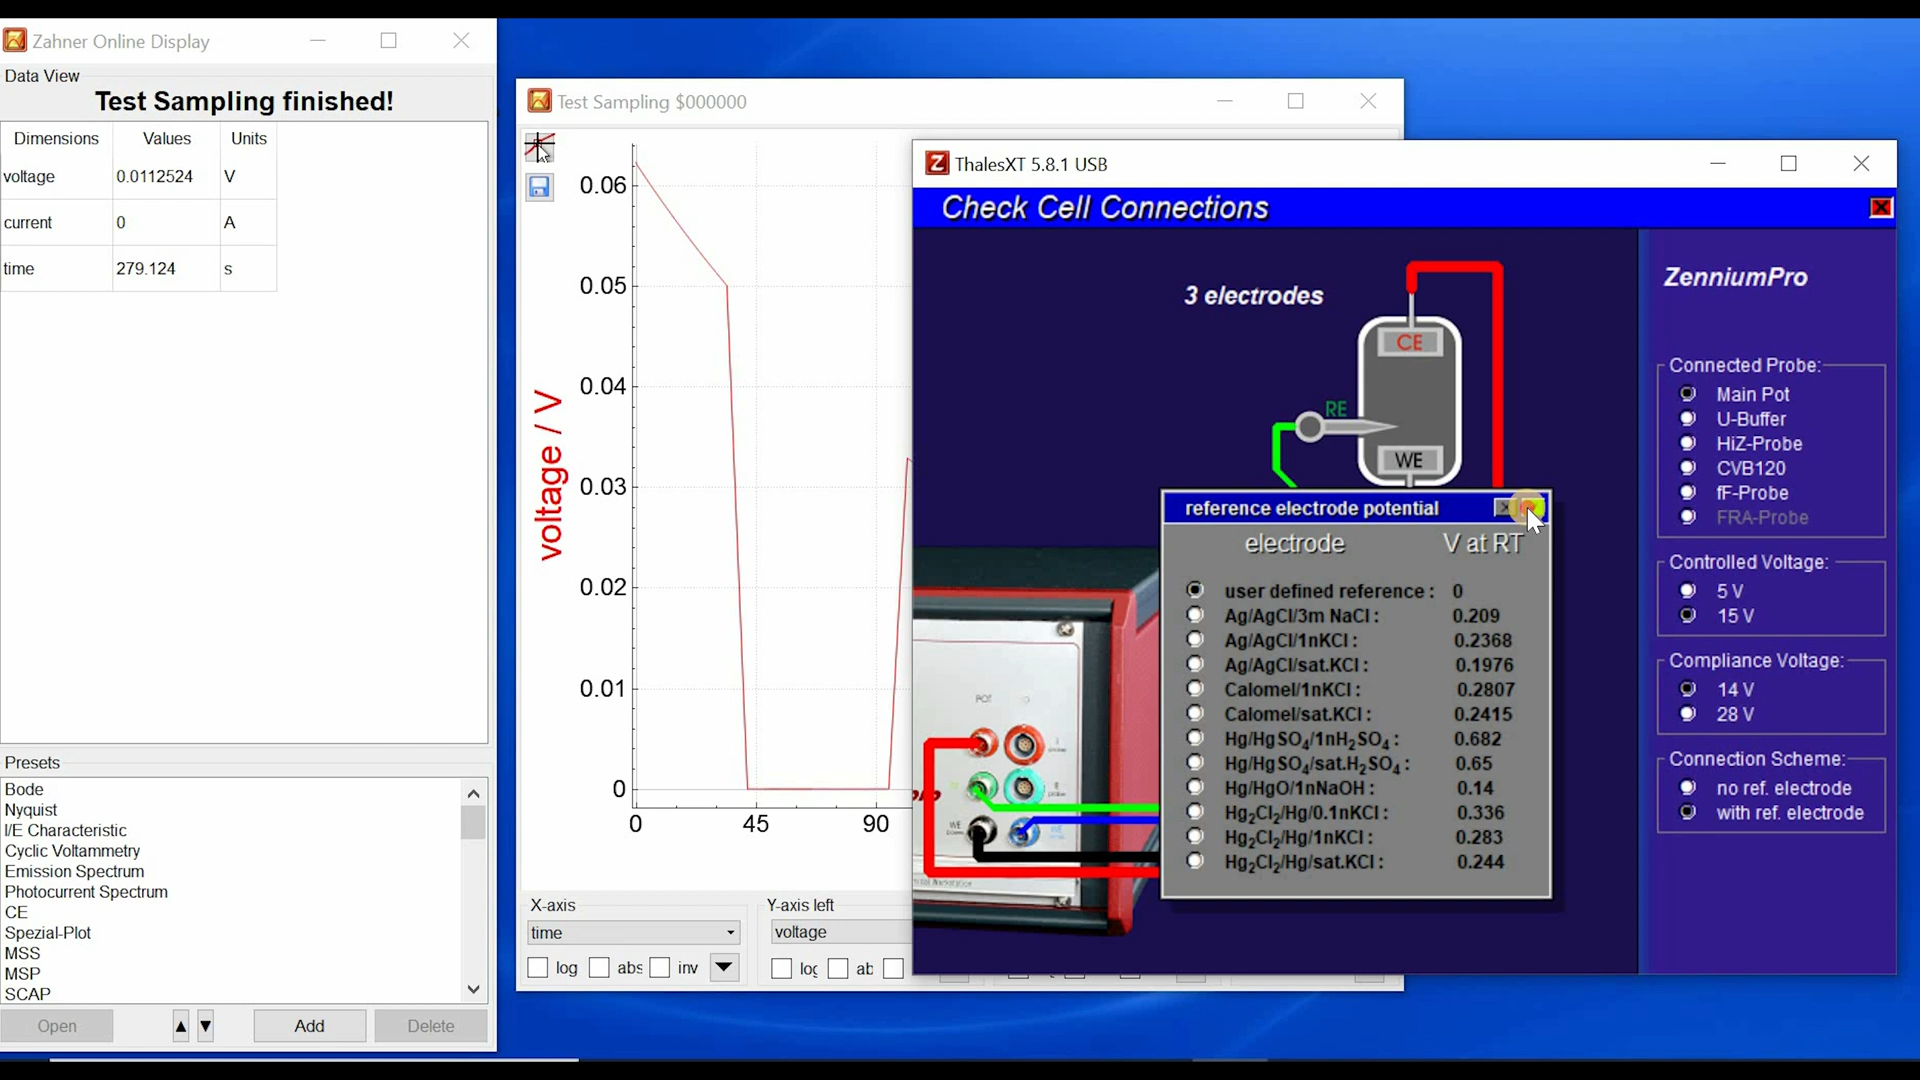 Zahner Online Display
Data View
Test Sampling finished!
Dimensions Values Units
voltage 0.0112524 V
current 0 A
time 279.124 s
Presets
Bode
Nyquist
I/E Characteristic
Cyclic Voltammetry
Emission Spectrum
Photocurrent Spectrum
CE
Spezial-Plot
MSS
MSP
SCAP
Open Add Delete
Test Sampling $000000
0.06
0.05
0.04
0.03
0.02
0.01
0
voltage / V
0 45 90
X-axis
time
log abs inv
Y-axis left
voltage
ThalesXT 5.8.1 USB
Check Cell Connections
3 electrodes
CE
RE
WE
POT
WE
reference electrode potential
electrode V at RT
user defined reference : 0
Ag/AgCl/3m NaCl : 0.209
Ag/AgCl/1nKCl : 0.2368
Ag/AgCl/sat.KCl : 0.1976
Calomel/1nKCl : 0.2807
Calomel/sat.KCl : 0.2415
Hg/HgSO₄/1nH₂SO₄ : 0.682
Hg/HgSO₄/sat.H₂SO₄ : 0.65
Hg/HgO/1nNaOH : 0.14
Hg₂Cl₂/Hg/0.1nKCl : 0.336
Hg₂Cl₂/Hg/1nKCl : 0.283
Hg₂Cl₂/Hg/sat.KCl : 0.244
ZenniumPro
Connected Probe:
Main Pot
U-Buffer
HiZ-Probe
CVB120
fF-Probe
FRA-Probe
Controlled Voltage:
5 V
15 V
Compliance Voltage:
14 V
28 V
Connection Scheme:
no ref. electrode
with ref. electrode